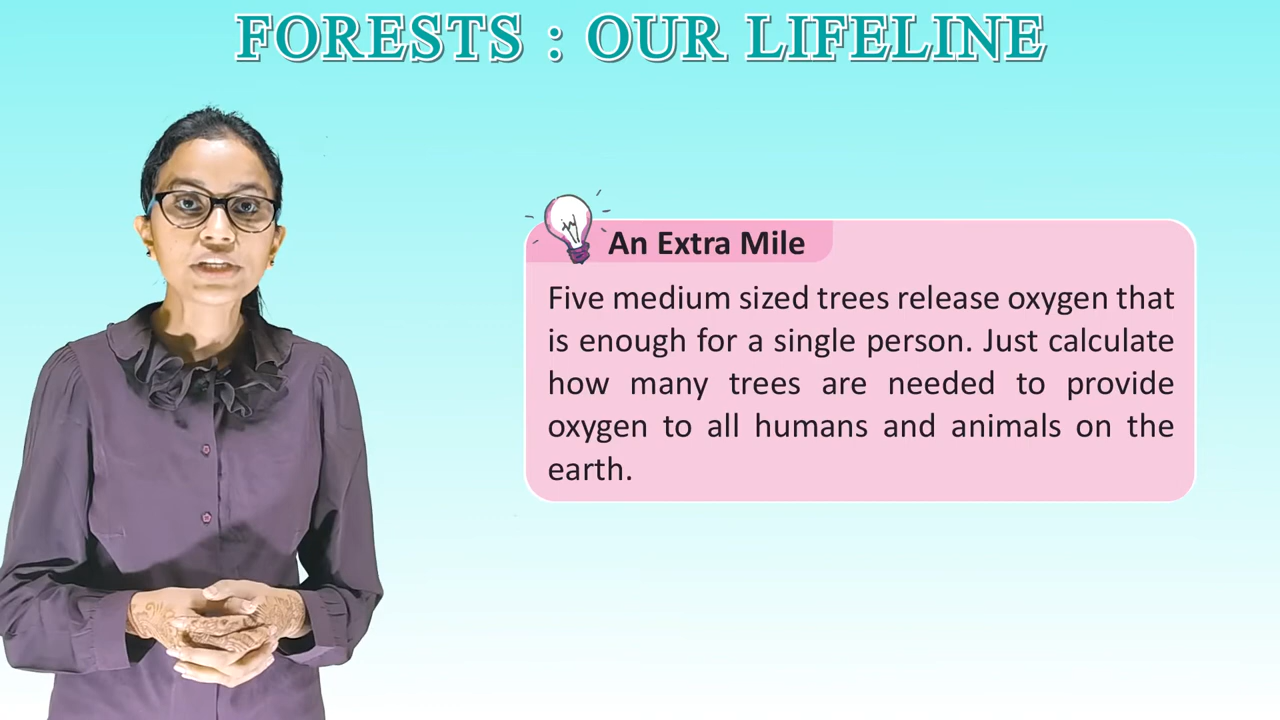 FORESTS : OUR LIFELINE
An Extra Mile
Five medium sized trees release oxygen that
is enough for a single person. Just calculate
how many trees are needed to provide
oxygen to all humans and animals on the
earth.